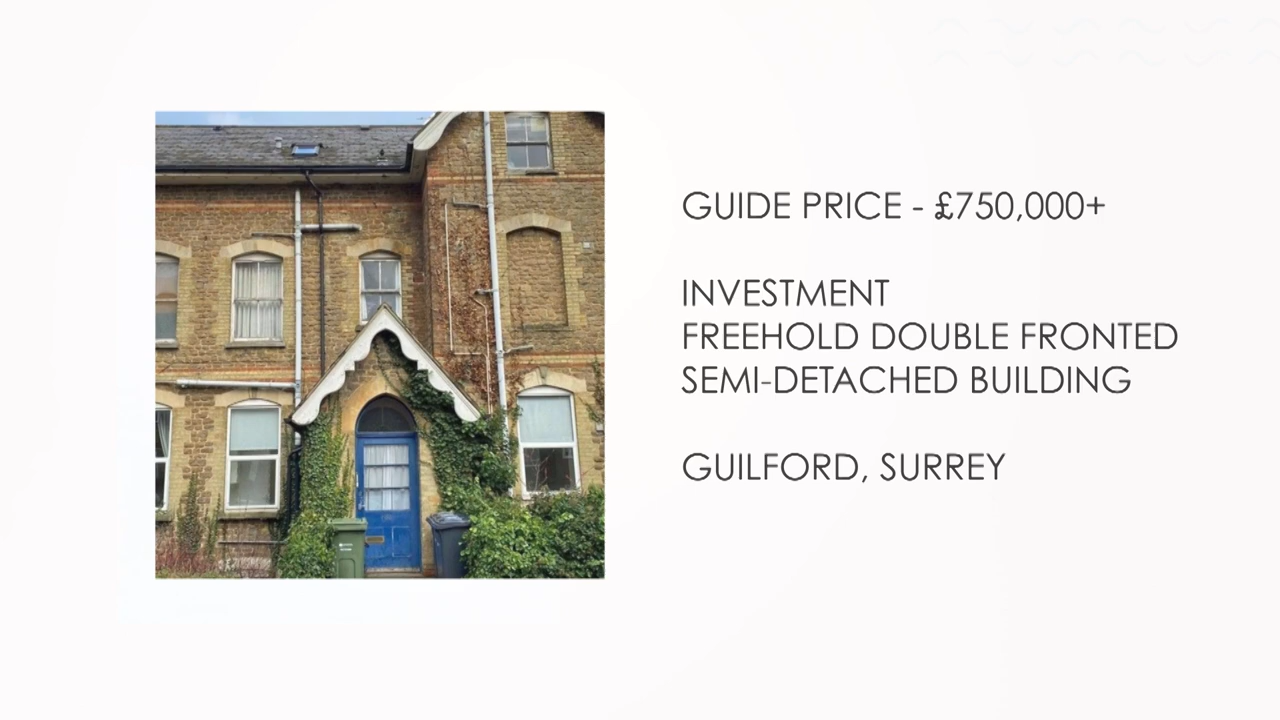 GUIDE PRICE - £750,000+
INVESTMENT
FREEHOLD DOUBLE FRONTED
SEMI-DETACHED BUILDING
GUILFORD, SURREY